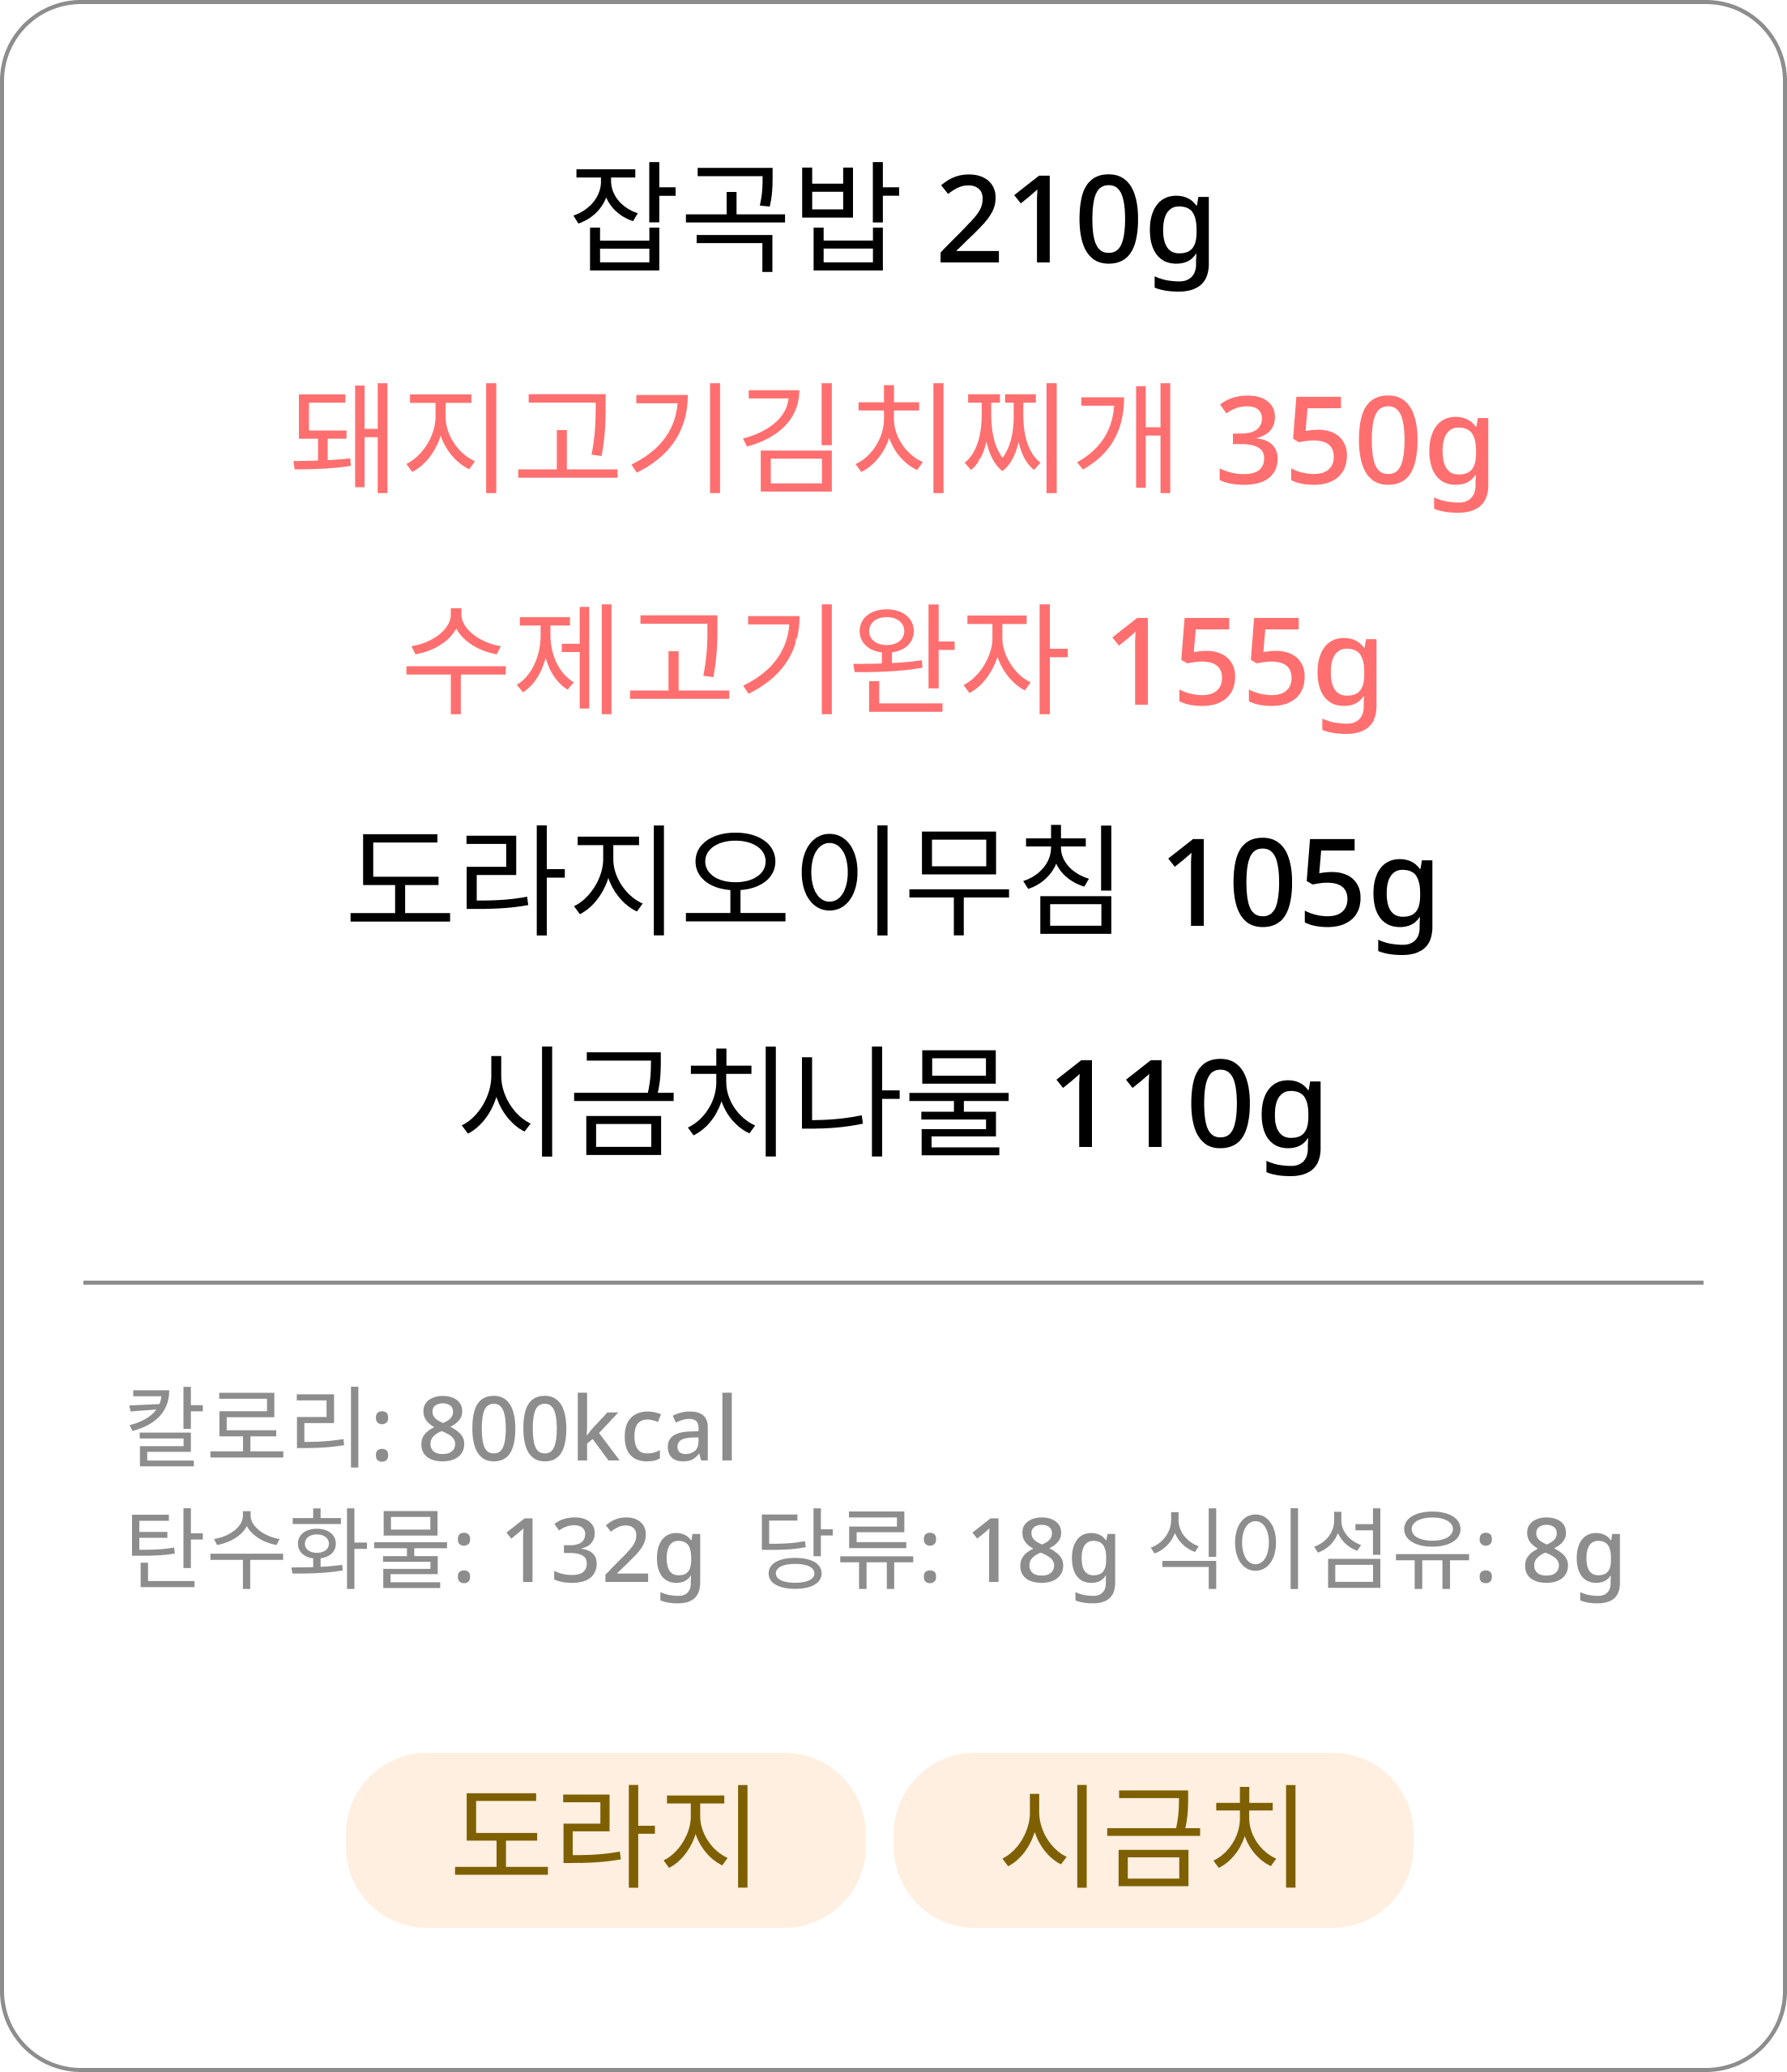 잡곡밥 210g
돼지고기김치찌개 350g
수제고기완자 155g
도라지오이무침 105g
시금치나물 110g
칼로리: 800kcal
탄수화물: 132g 당류: 18g 식이섬유: 8g
도라지 시금치